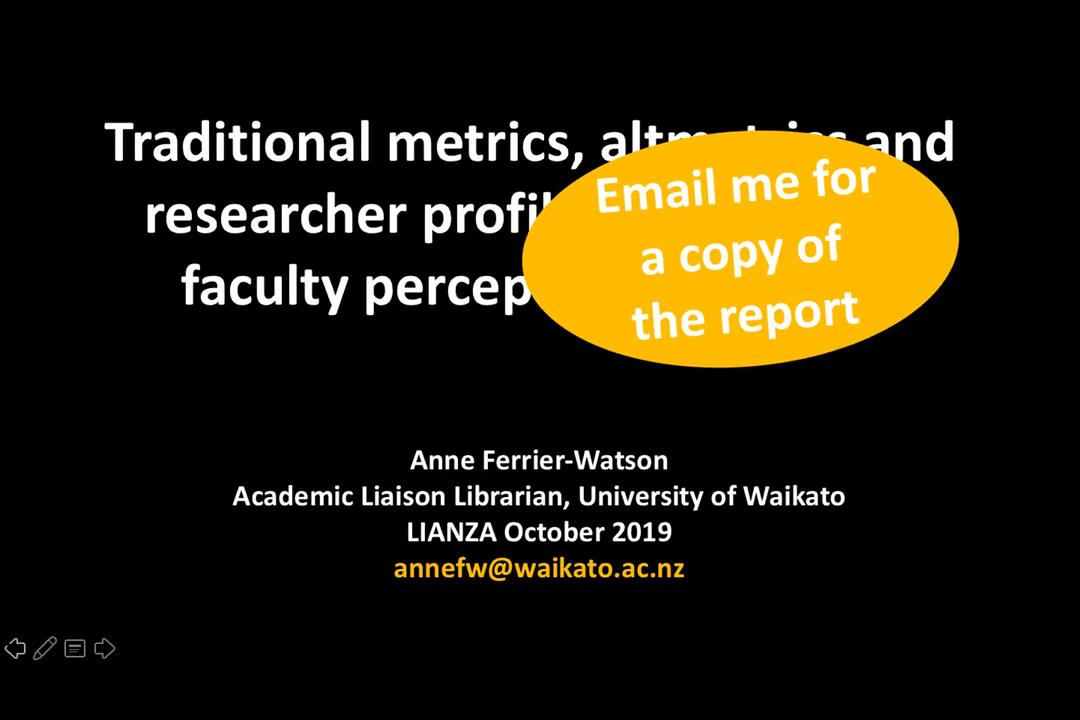 Traditional metrics, altmetrics and
researcher
faculty
Email me for
a copy of
the report
Anne Ferrier-Watson
Academic Liaison Librarian, University of Waikato
LIANZA October 2019
annefw@waikato.ac.nz